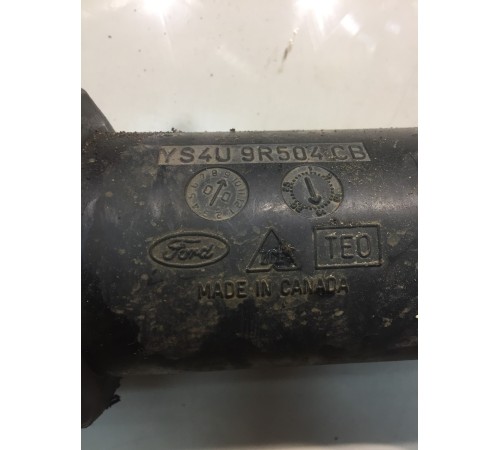 YS4U 9R504 CB
Ford TEO
MADE IN CANADA